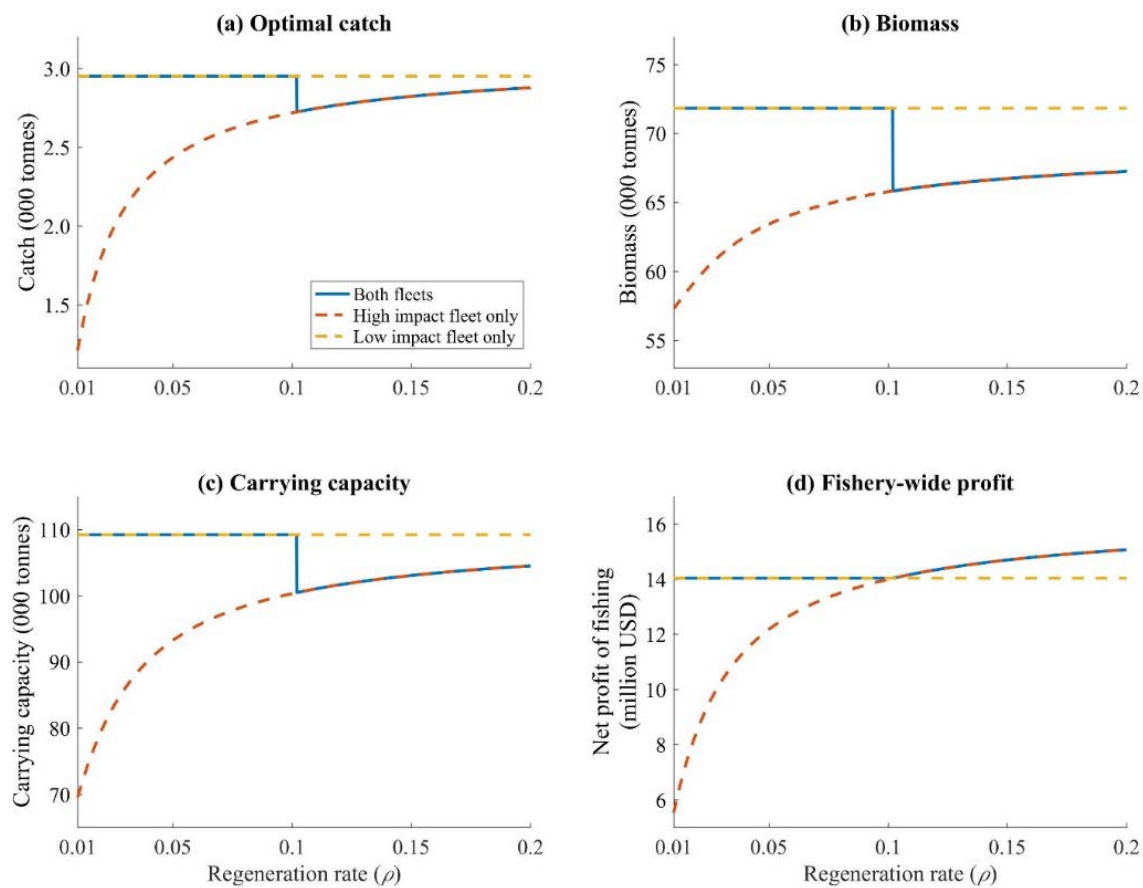 (a) Optimal catch
Catch (000 tonnes)
3.0
2.5
2.0
1.5
0.01 0.05 0.1 0.15 0.2
Both fleets
High impact fleet only
Low impact fleet only
(b) Biomass
Biomass (000 tonnes)
75
70
65
60
55
0.01 0.05 0.1 0.15 0.2
(c) Carrying capacity
Carrying capacity (000 tonnes)
110
100
90
80
70
0.01 0.05 0.1 0.15 0.2
Regeneration rate (ρ)
(d) Fishery-wide profit
Net profit of fishing
(million USD)
16
14
12
10
8
6
0.01 0.05 0.1 0.15 0.2
Regeneration rate (ρ)